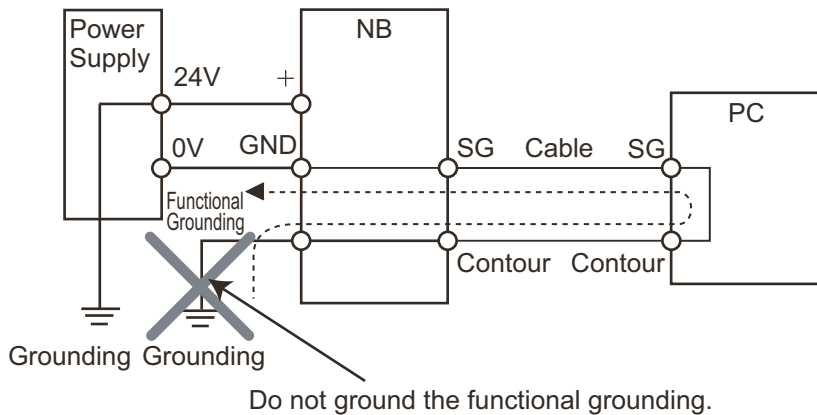 Power
Supply
NB
24V
+
PC
0V
GND
SG
Cable
SG
Functional
Grounding
Contour
Contour
Grounding
Grounding
Do not ground the functional grounding.